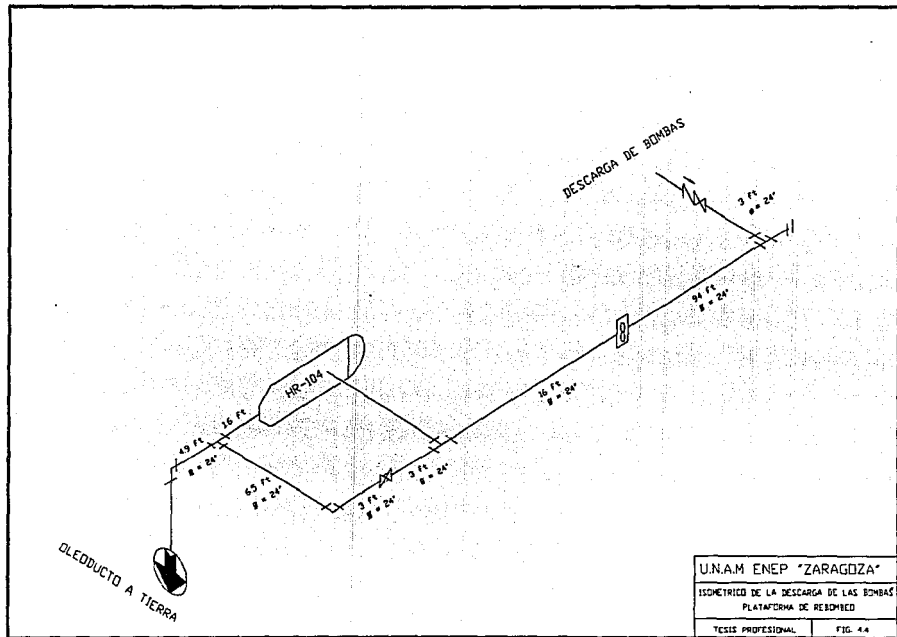 DESCARGA DE BOMBAS
3 ft
ø = 24"
94 ft
ø = 24"
16 ft
ø = 24"
HR-104
16 ft
49 ft
ø = 24"
65 ft
ø = 24"
3 ft
ø = 24"
3 ft
ø = 24"
OLEODUCTO A TIERRA
U.N.A.M ENEP "ZARAGOZA"
ISOMETRICO DE LA DESCARGA DE LAS BOMBAS
PLATAFORMA DE REBOMBEO
TESIS PROFESIONAL
FIG. 4.4